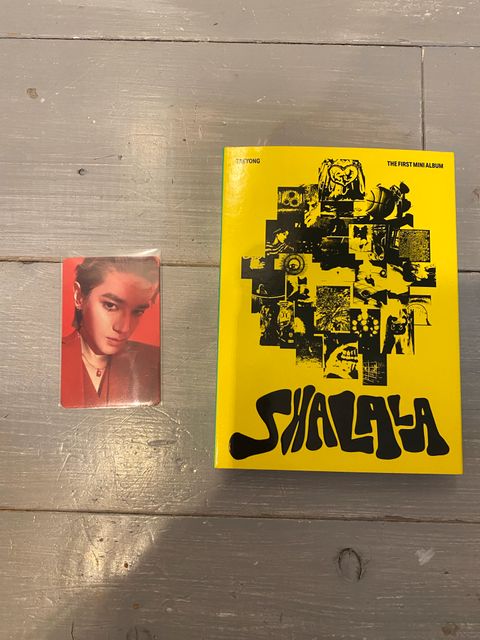 TAEYONG
THE FIRST MINI ALBUM
SHALALA